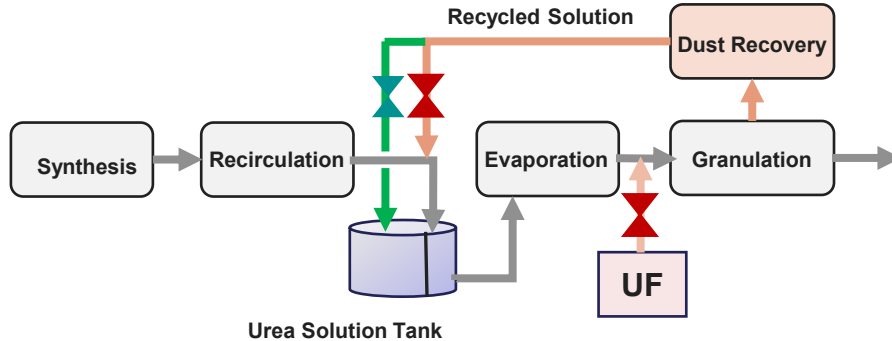 Recycled Solution
Dust Recovery
Synthesis
Recirculation
Evaporation
Granulation
UF
Urea Solution Tank